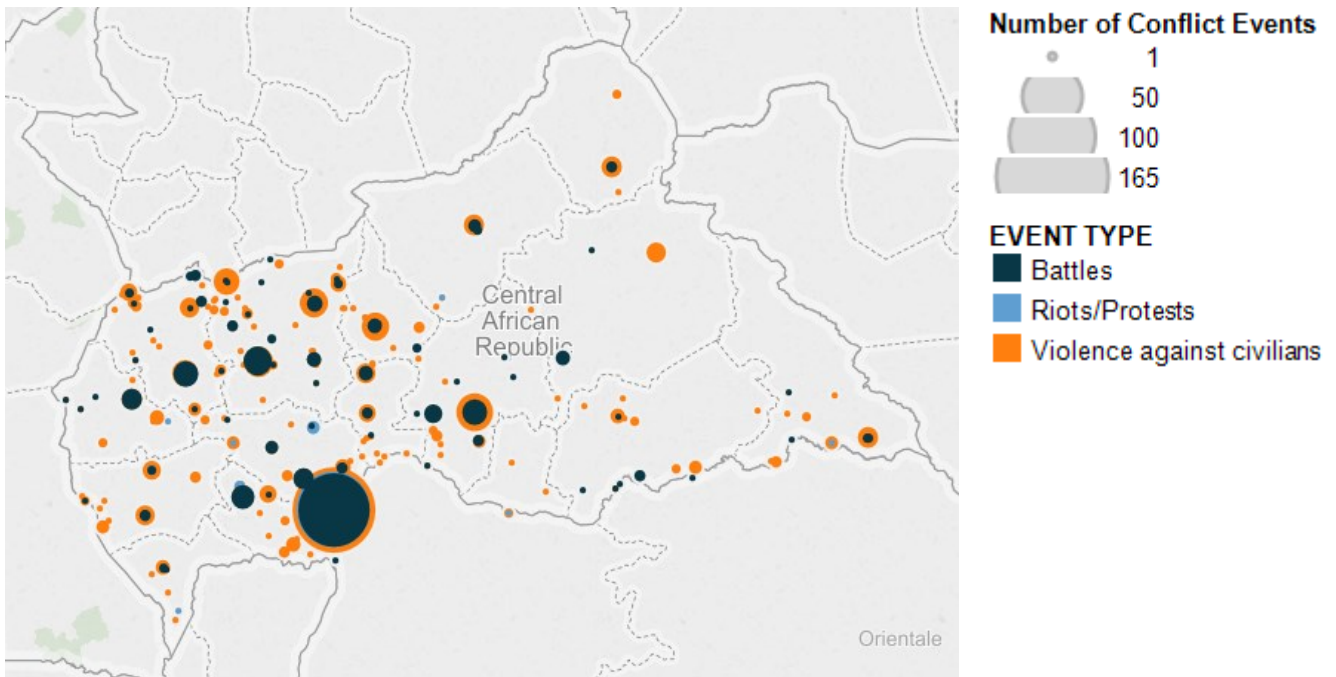 Number of Conflict Events
1
50
100
165
EVENT TYPE
Battles
Riots/Protests
Violence against civilians
Central
African
Republic
Orientale